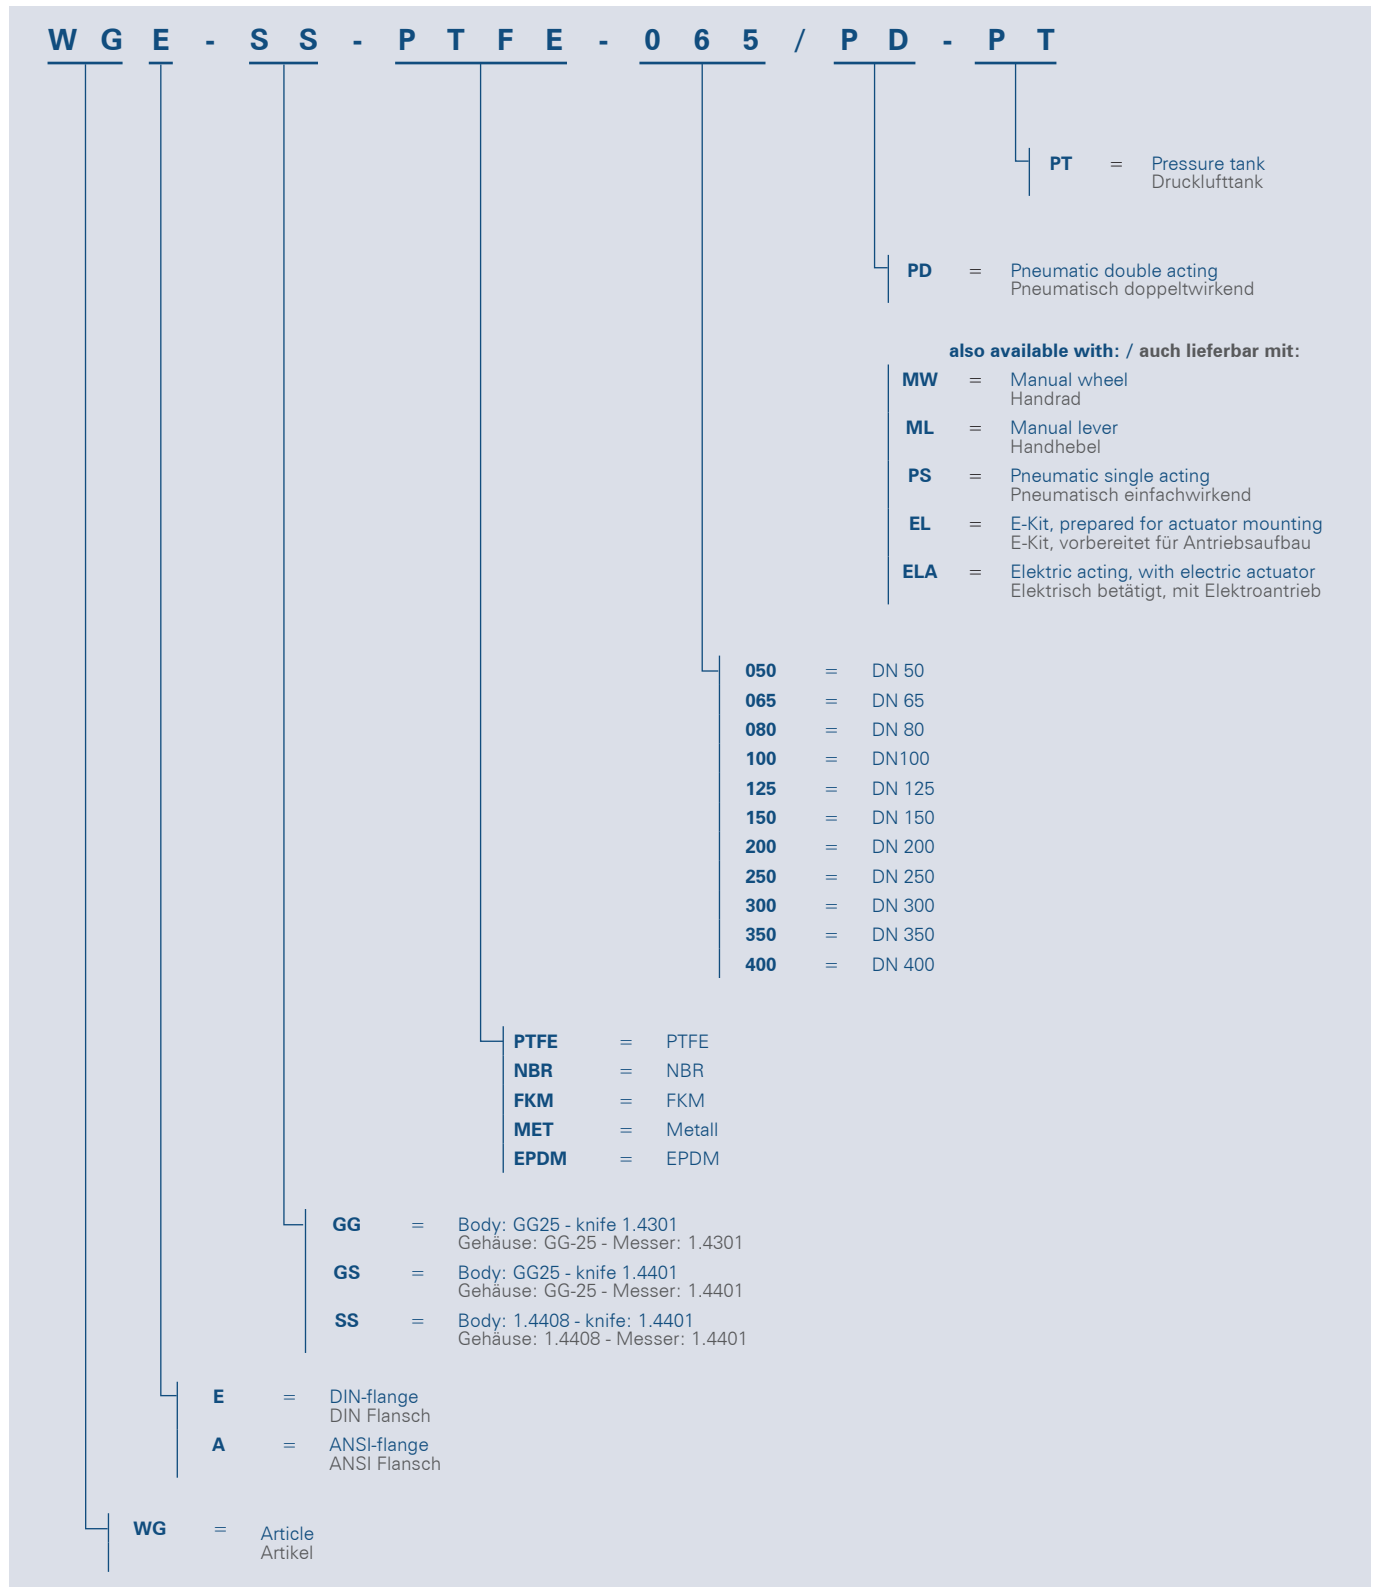 WGE-SS-PTFE-065/PD-PT
PT = Pressure tank
Drucklufttank
PD = Pneumatic double acting
Pneumatisch doppeltwirkend
also available with: / auch lieferbar mit:
MW = Manual wheel
Handrad
ML = Manual lever
Handhebel
PS = Pneumatic single acting
Pneumatisch einfachwirkend
EL = E-Kit, prepared for actuator mounting
E-Kit, vorbereitet für Antriebsaufbau
ELA = Elektric acting, with electric actuator
Elektrisch betätigt, mit Elektroantrieb
050 = DN 50
065 = DN 65
080 = DN 80
100 = DN100
125 = DN 125
150 = DN 150
200 = DN 200
250 = DN 250
300 = DN 300
350 = DN 350
400 = DN 400
PTFE = PTFE
NBR = NBR
FKM = FKM
MET = Metall
EPDM = EPDM
GG = Body: GG25 - knife 1.4301
Gehäuse: GG-25 - Messer: 1.4301
GS = Body: GG25 - knife 1.4401
Gehäuse: GG-25 - Messer: 1.4401
SS = Body: 1.4408 - knife: 1.4401
Gehäuse: 1.4408 - Messer: 1.4401
E = DIN-flange
DIN Flansch
A = ANSI-flange
ANSI Flansch
WG = Article
Artikel